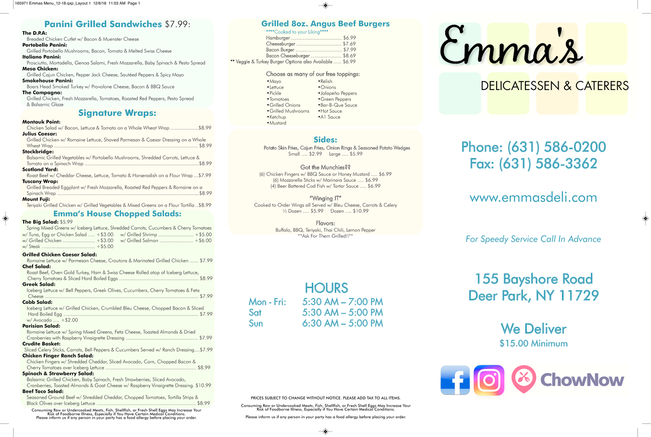 165971 Emmas Menu_12-18.qxp_Layout 1 12/6/18 11:03 AM Page 1
Panini Grilled Sandwiches $7.99:
The D.P.R.A:
Breaded Chicken Cutlet w/ Bacon & Muenster Cheese
Portobello Panini:
Grilled Portobello Mushrooms, Bacon, Tomato & Melted Swiss Cheese
Italiano Panini:
Prosciutto, Mortadella, Genoa Salami, Fresh Mozzarella, Baby Spinach & Pesto Spread
Moca Chicken:
Grilled Cajun Chicken, Pepper Jack Cheese, Sautéed Peppers & Spicy Mayo
Smokehouse Panini:
Boars Head Smoked Turkey w/ Provolone Cheese, Bacon & BBQ Sauce
The Campagna:
Grilled Chicken, Fresh Mozzarella, Tomatoes, Roasted Red Peppers, Pesto Spread
& Balsamic Glaze
Signature Wraps:
Montauk Point:
Chicken Salad w/ Bacon, Lettuce & Tomato on a Whole Wheat Wrap $8.99
Julius Caesar:
Grilled Chicken w/ Romaine Lettuce, Shaved Parmesan & Caesar Dressing on a Whole
Wheat Wrap $8.99
Stockbridge:
Balsamic Grilled Vegetables w/ Portobello Mushrooms, Shredded Carrots, Lettuce &
Tomato on a Spinach Wrap $8.99
Scotland Yard:
Roast Beef w/ Cheddar Cheese, Lettuce, Tomato & Horseradish on a Flour Wrap $7.99
Tuscany Wrap:
Grilled Breaded Eggplant w/ Fresh Mozzarella, Roasted Red Peppers & Romaine on a
Spinach Wrap $8.99
Mount Fuji:
Teriyaki Grilled Chicken w/ Grilled Vegetables & Mixed Greens on a Flour Tortilla $8.99
Emma's House Chopped Salads:
The Big Salad: $5.99
Spring Mixed Greens w/ Iceberg Lettuce, Shredded Carrots, Cucumbers & Cherry Tomatoes
w/ Tuna, Egg or Chicken Salad +$3.00 w/ Grilled Shrimp +$5.00
w/ Grilled Chicken +$3.00 w/ Grilled Salmon +$6.00
w/ Steak +$5.00
Grilled Chicken Caesar Salad:
Romaine Lettuce w/ Parmesan Cheese, Croutons & Marinated Grilled Chicken $7.99
Chef Salad:
Roast Beef, Oven Gold Turkey, Ham & Swiss Cheese Rolled atop of Iceberg Lettuce,
Cherry Tomatoes & Sliced Hard Boiled Egg $8.99
Greek Salad:
Iceberg Lettuce w/ Bell Peppers, Greek Olives, Cucumbers, Cherry Tomatoes & Feta
Cheese $7.99
Cobb Salad:
Iceberg Lettuce w/ Grilled Chicken, Crumbled Bleu Cheese, Chopped Bacon & Sliced
Hard Boiled Egg $7.99
w/ Avocado +$2.00
Parisian Salad:
Romaine Lettuce w/ Spring Mixed Greens, Feta Cheese, Toasted Almonds & Dried
Cranberries with Raspberry Vinaigrette Dressing $7.99
Crudite Basket:
Sliced Celery Sticks, Carrots, Bell Peppers & Cucumbers Served w/ Ranch Dressing $7.99
Chicken Finger Ranch Salad:
Chicken Fingers w/ Shredded Cheddar, Sliced Avocado, Corn, Chopped Bacon &
Cherry Tomatoes over Iceberg Lettuce $8.99
Spinach & Strawberry Salad:
Balsamic Grilled Chicken, Baby Spinach, Fresh Strawberries, Sliced Avocado,
Cranberries, Toasted Almonds & Goat Cheese w/ Raspberry Vinaigrette Dressing $10.99
Beef Taco Salad:
Seasoned Ground Beef w/ Shredded Cheddar, Chopped Tomatoes, Tortilla Strips &
Black Olives over Iceberg Lettuce $8.99
Consuming Raw or Undercooked Meats, Fish, Shellfish, or Fresh Shell Eggs May Increase Your
Risk of Foodborne Illness, Especially if You Have Certain Medical Conditions.
Please inform us if any person in your party has a food allergy before placing your order.
Grilled 8oz. Angus Beef Burgers
****Cooked to your Liking****
Hamburger $6.99
Cheeseburger $7.69
Bacon Burger $7.99
Bacon Cheeseburger $8.69
** Veggie & Turkey Burger Options also Available $6.99
Choose as many of our free toppings:
•Mayo •Relish
•Lettuce •Onions
•Pickle •Jalapeño Peppers
•Tomatoes •Green Peppers
•Grilled Onions •Bar-B-Que Sauce
•Grilled Mushrooms •Hot Sauce
•Ketchup •A1 Sauce
•Mustard
Sides:
Potato Skin Fries, Cajun Fries, Onion Rings & Seasoned Potato Wedges
Small $2.99 Large $5.99
Got the Munchies??
(6) Chicken Fingers w/ BBQ Sauce or Honey Mustard $6.99
(6) Mozzarella Sticks w/ Marinara Sauce $6.99
(4) Beer Battered Cod Fish w/ Tartar Sauce $6.99
"Winging IT"
Cooked to Order Wings all Served w/ Bleu Cheese, Carrots & Celery
½ Dozen $5.99 Dozen $10.99
Flavors:
Buffalo, BBQ, Teriyaki, Thai Chili, Lemon Pepper
**Ask For Them Grilled!!**
HOURS
Mon - Fri: 5:30 AM – 7:00 PM
Sat 5:30 AM – 5:00 PM
Sun 6:30 AM – 5:00 PM
PRICES SUBJECT TO CHANGE WITHOUT NOTICE. PLEASE ADD TAX TO ALL ITEMS.
Consuming Raw or Undercooked Meats, Fish, Shellfish, or Fresh Shell Eggs May Increase Your
Risk of Foodborne Illness, Especially if You Have Certain Medical Conditions.
Please inform us if any person in your party has a food allergy before placing your order.
Emma's
DELICATESSEN & CATERERS
Phone: (631) 586-0200
Fax: (631) 586-3362
www.emmasdeli.com
For Speedy Service Call In Advance
155 Bayshore Road
Deer Park, NY 11729
We Deliver
$15.00 Minimum
f
ChowNow